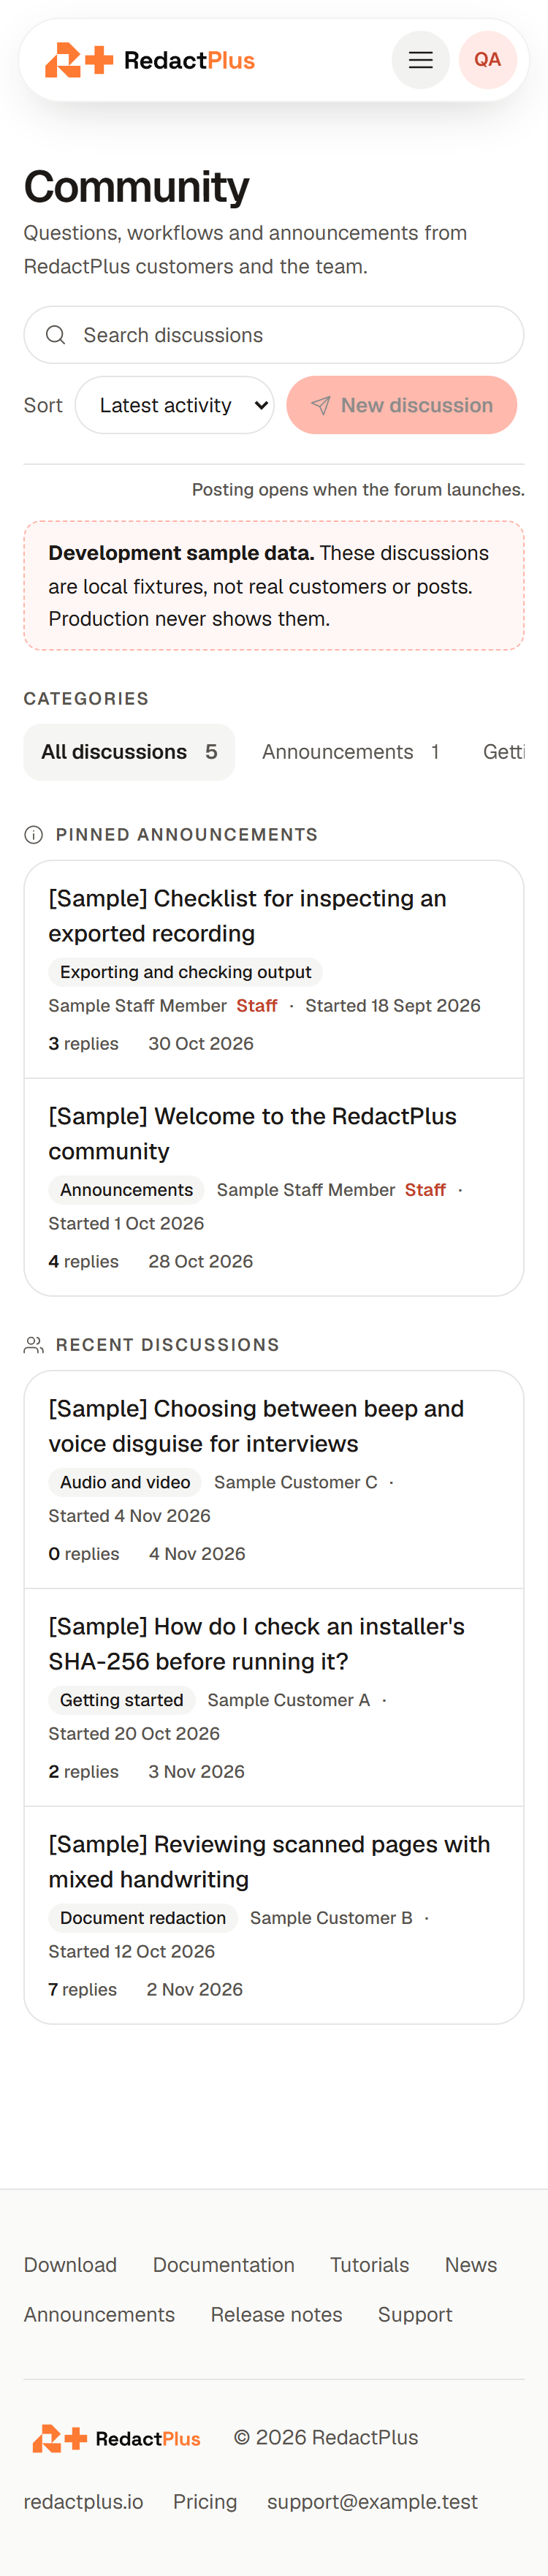 RedactPlus
QA
Community
Questions, workflows and announcements from
RedactPlus customers and the team.
Search discussions
Sort Latest activity New discussion
Posting opens when the forum launches.
Development sample data. These discussions
are local fixtures, not real customers or posts.
Production never shows them.
CATEGORIES
All discussions 5 Announcements 1 Getti
PINNED ANNOUNCEMENTS
[Sample] Checklist for inspecting an
exported recording
Exporting and checking output
Sample Staff Member Staff · Started 18 Sept 2026
3 replies 30 Oct 2026
[Sample] Welcome to the RedactPlus
community
Announcements Sample Staff Member Staff ·
Started 1 Oct 2026
4 replies 28 Oct 2026
RECENT DISCUSSIONS
[Sample] Choosing between beep and
voice disguise for interviews
Audio and video Sample Customer C ·
Started 4 Nov 2026
0 replies 4 Nov 2026
[Sample] How do I check an installer's
SHA-256 before running it?
Getting started Sample Customer A ·
Started 20 Oct 2026
2 replies 3 Nov 2026
[Sample] Reviewing scanned pages with
mixed handwriting
Document redaction Sample Customer B ·
Started 12 Oct 2026
7 replies 2 Nov 2026
Download Documentation Tutorials News
Announcements Release notes Support
RedactPlus © 2026 RedactPlus
redactplus.io Pricing support@example.test